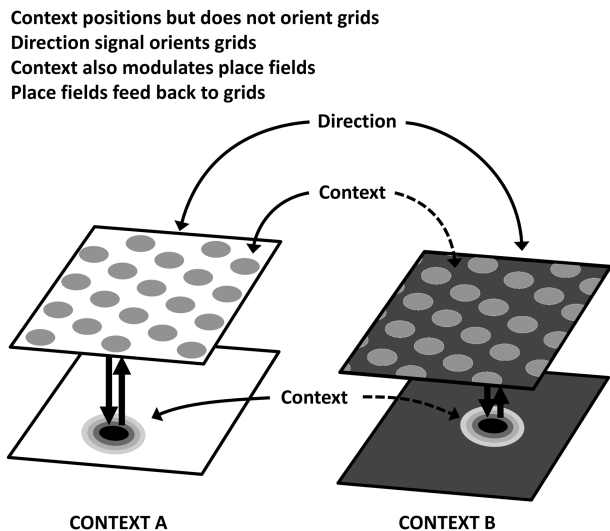 Context positions but does not orient grids
Direction signal orients grids
Context also modulates place fields
Place fields feed back to grids
Direction
Context
Context
CONTEXT A
CONTEXT B